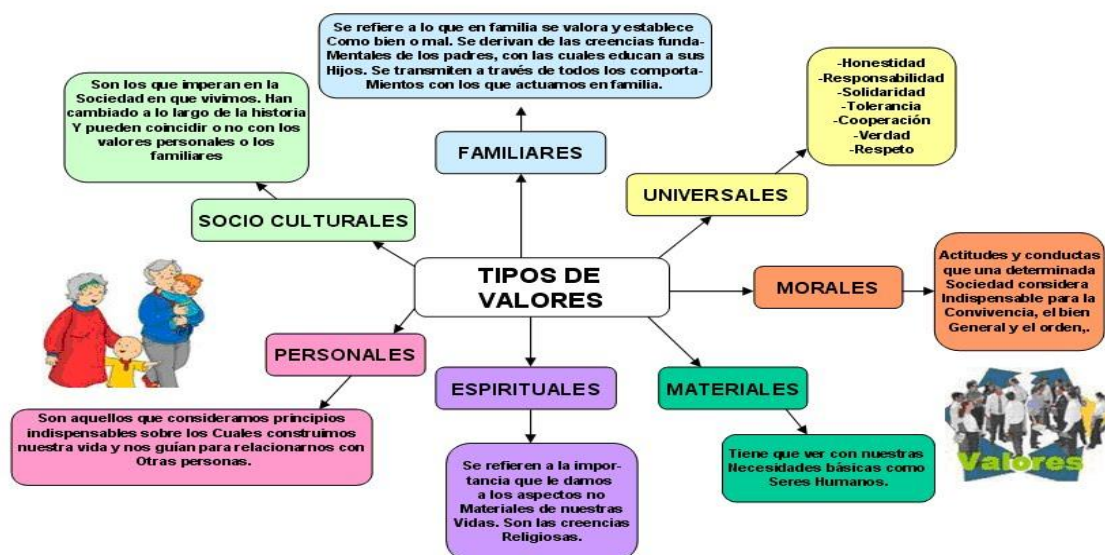 Se refiere a lo que en familia se valora y establece
Como bien o mal. Se derivan de las creencias funda-
Mentales de los padres, con las cuales educan a sus
Hijos. Se transmiten a través de todos los comporta-
Mientos con los que actuamos en familia.
-Honestidad
-Responsabilidad
-Solidaridad
-Tolerancia
-Cooperación
-Verdad
-Respeto
Son los que imperan en la
Sociedad en que vivimos. Han
cambiado a lo largo de la historia
Y pueden coincidir o no con los
valores personales o los
familiares
FAMILIARES
UNIVERSALES
SOCIO CULTURALES
TIPOS DE
VALORES
MORALES
Actitudes y conductas
que una determinada
Sociedad considera
Indispensable para la
Convivencia, el bien
General y el orden,.
PERSONALES
ESPIRITUALES
MATERIALES
Son aquellos que consideramos principios
indispensables sobre los Cuales construimos
nuestra vida y nos guían para relacionarnos con
Otras personas.
Se refieren a la impor-
tancia que le damos
a los aspectos no
Materiales de nuestras
Vidas. Son las creencias
Religiosas.
Tiene que ver con nuestras
Necesidades básicas como
Seres Humanos.
Valores